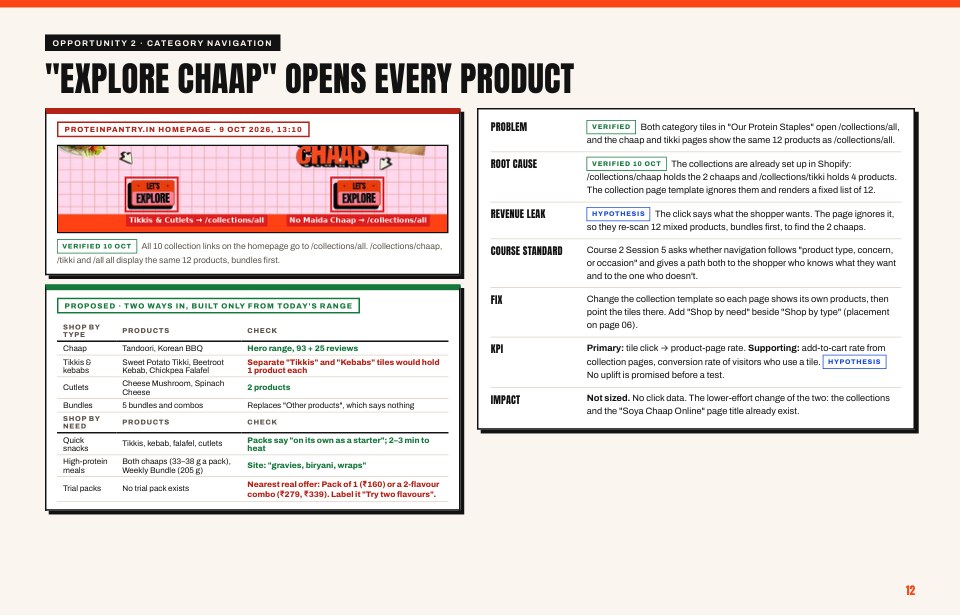 OPPORTUNITY 2 · CATEGORY NAVIGATION
"EXPLORE CHAAP" OPENS EVERY PRODUCT
PROTEINPANTRY.IN HOMEPAGE · 9 OCT 2026, 13:10
CHAAP
LET'S
EXPLORE
LET'S
EXPLORE
Tikkis & Cutlets → /collections/all
No Maida Chaap → /collections/all
VERIFIED 10 OCT All 10 collection links on the homepage go to /collections/all. /collections/chaap,
/tikki and /all all display the same 12 products, bundles first.
PROPOSED · TWO WAYS IN, BUILT ONLY FROM TODAY'S RANGE
SHOP BY
TYPE
PRODUCTS
CHECK
Chaap
Tandoori, Korean BBQ
Hero range, 93 + 25 reviews
Tikkis &
kebabs
Sweet Potato Tikki, Beetroot
Kebab, Chickpea Falafel
Separate "Tikkis" and "Kebabs" tiles would hold
1 product each
Cutlets
Cheese Mushroom, Spinach
Cheese
2 products
Bundles
5 bundles and combos
Replaces "Other products", which says nothing
SHOP BY
NEED
PRODUCTS
CHECK
Quick
snacks
Tikkis, kebab, falafel, cutlets
Packs say "on its own as a starter"; 2–3 min to
heat
High-protein
meals
Both chaaps (33–38 g a pack),
Weekly Bundle (205 g)
Site: "gravies, biryani, wraps"
Trial packs
No trial pack exists
Nearest real offer: Pack of 1 (₹160) or a 2-flavour
combo (₹279, ₹339). Label it "Try two flavours".
PROBLEM
VERIFIED Both category tiles in "Our Protein Staples" open /collections/all,
and the chaap and tikki pages show the same 12 products as /collections/all.
ROOT CAUSE
VERIFIED 10 OCT The collections are already set up in Shopify:
/collections/chaap holds the 2 chaaps and /collections/tikki holds 4 products.
The collection page template ignores them and renders a fixed list of 12.
REVENUE LEAK
HYPOTHESIS The click says what the shopper wants. The page ignores it,
so they re-scan 12 mixed products, bundles first, to find the 2 chaaps.
COURSE STANDARD
Course 2 Session 5 asks whether navigation follows "product type, concern,
or occasion" and gives a path both to the shopper who knows what they want
and to the one who doesn't.
FIX
Change the collection template so each page shows its own products, then
point the tiles there. Add "Shop by need" beside "Shop by type" (placement
on page 06).
KPI
Primary: tile click → product-page rate. Supporting: add-to-cart rate from
collection pages, conversion rate of visitors who use a tile. HYPOTHESIS
No uplift is promised before a test.
IMPACT
Not sized. No click data. The lower-effort change of the two: the collections
and the "Soya Chaap Online" page title already exist.
12